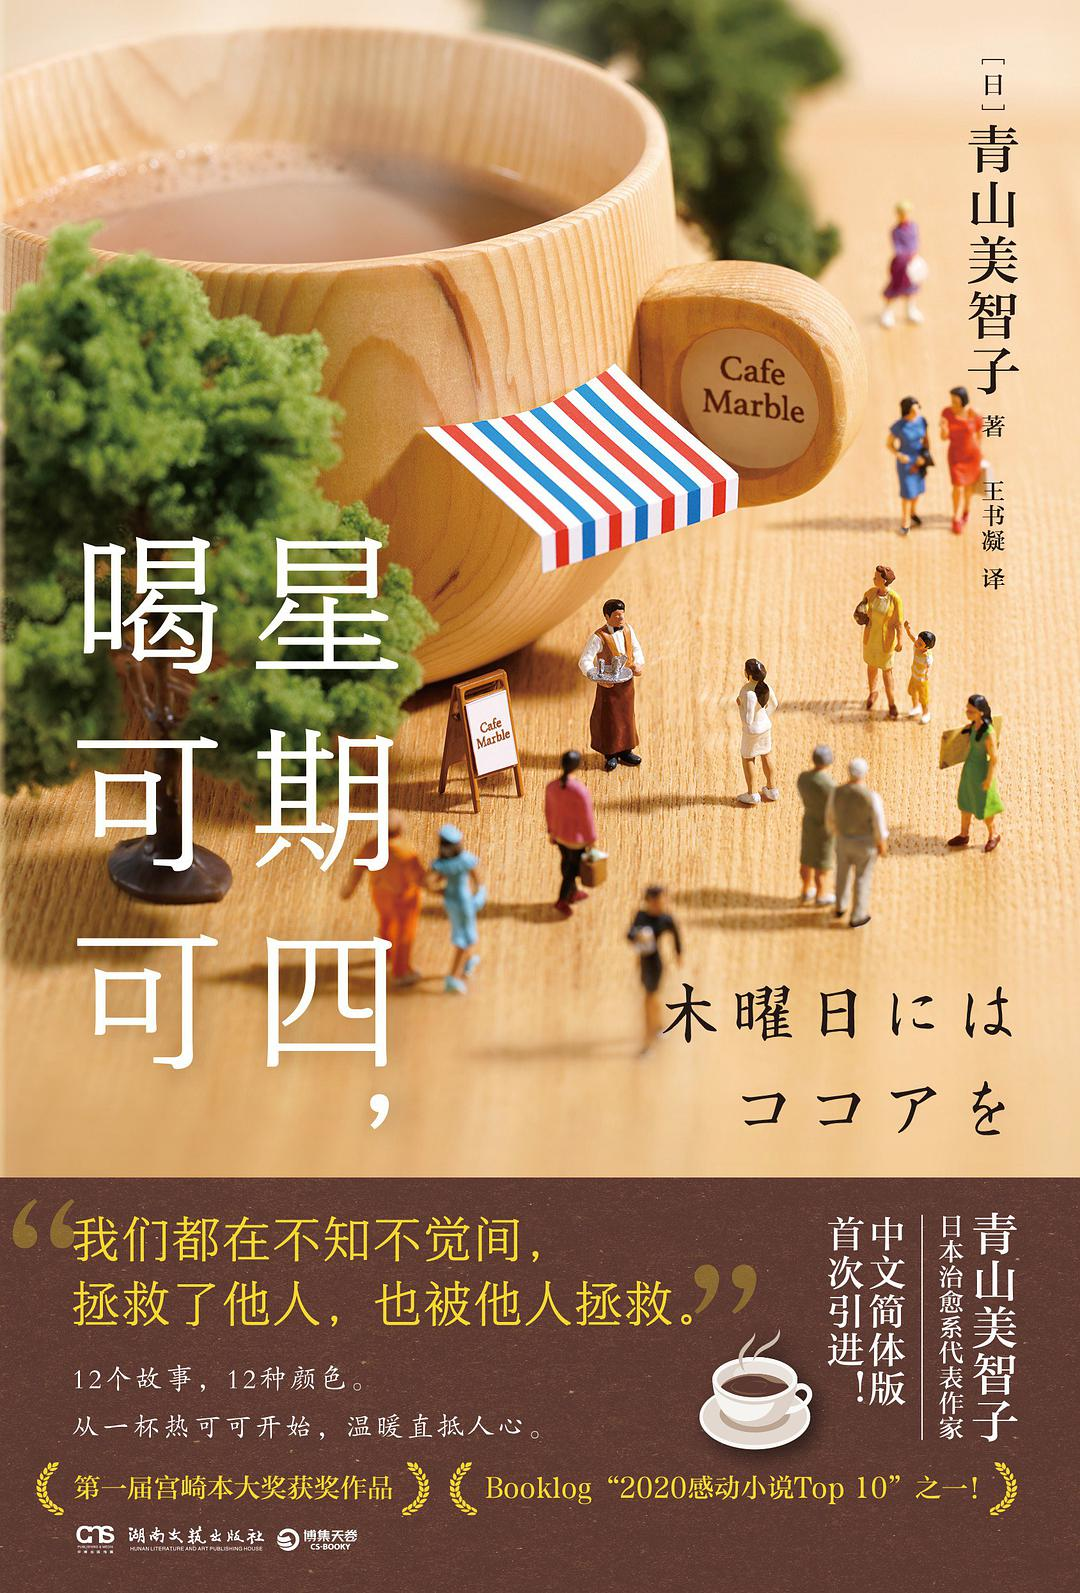 [日]青山美智子 著
王书凝 译
Cafe
Marble
Cafe
Marble
星期四，
喝可可
木曜日には
ココアを
“我们都在不知不觉间，
拯救了他人，也被他人拯救。”
12个故事，12种颜色。
从一杯热可可开始，温暖直抵人心。
青山美智子
日本治愈系代表作家
中文简体版
首次引进！
第一届宫崎本大奖获奖作品
Booklog“2020感动小说Top 10”之一！
CMS
湖南文艺出版社
HUNAN LITERATURE AND ART PUBLISHING HOUSE
博集天卷
CS-BOOKY